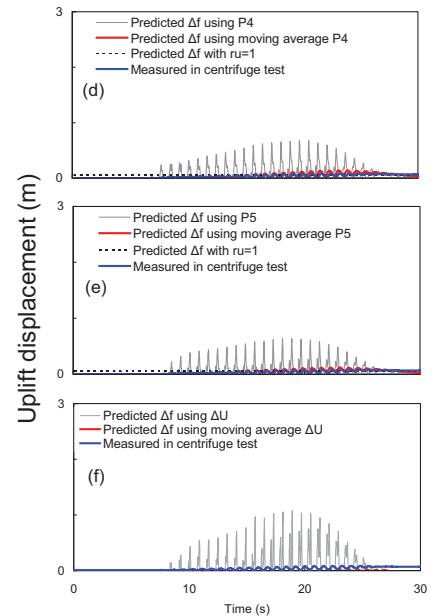 3
Predicted Δf using P4
Predicted Δf using moving average P4
Predicted Δf with ru=1
Measured in centrifuge test
(d)
0
3
Predicted Δf using P5
Predicted Δf using moving average P5
Predicted Δf with ru=1
Measured in centrifuge test
(e)
0
Uplift displacement (m)
3
Predicted Δf using ΔU
Predicted Δf using moving average ΔU
Measured in centrifuge test
(f)
0
0 10 20 30
Time (s)